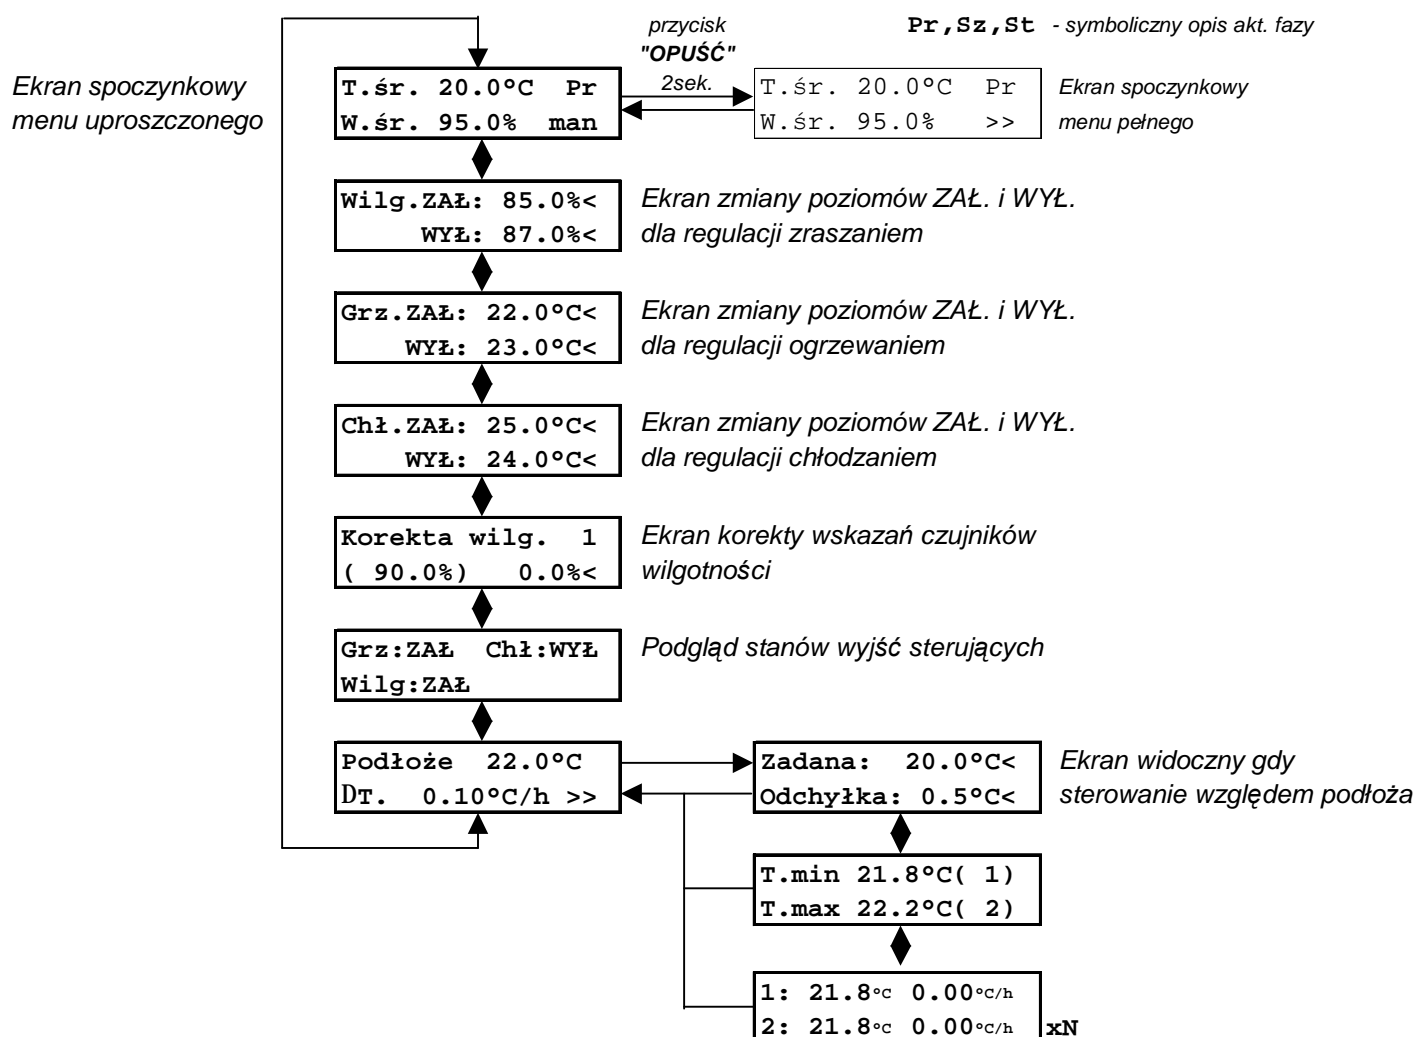 przycisk
"OPUŚĆ"
2sek.
Pr,Sz,St - symboliczny opis akt. fazy
Ekran spoczynkowy
menu uproszczonego
T.śr. 20.0°C Pr
W.śr. 95.0% man
T.śr. 20.0°C Pr
W.śr. 95.0% >>
Ekran spoczynkowy
menu pełnego
Wilg.ZAŁ: 85.0%<
WYŁ: 87.0%<
Ekran zmiany poziomów ZAŁ. i WYŁ.
dla regulacji zraszaniem
Grz.ZAŁ: 22.0°C<
WYŁ: 23.0°C<
Ekran zmiany poziomów ZAŁ. i WYŁ.
dla regulacji ogrzewaniem
Chł.ZAŁ: 25.0°C<
WYŁ: 24.0°C<
Ekran zmiany poziomów ZAŁ. i WYŁ.
dla regulacji chłodzaniem
Korekta wilg. 1
( 90.0%) 0.0%<
Ekran korekty wskazań czujników
wilgotności
Grz:ZAŁ Chł:WYŁ
Wilg:ZAŁ
Podgląd stanów wyjść sterujących
Podłoże 22.0°C
DT. 0.10°C/h >>
Zadana: 20.0°C<
Odchyłka: 0.5°C<
Ekran widoczny gdy
sterowanie względem podłoża
T.min 21.8°C( 1)
T.max 22.2°C( 2)
1: 21.8°C 0.00°C/h
2: 21.8°C 0.00°C/h xN